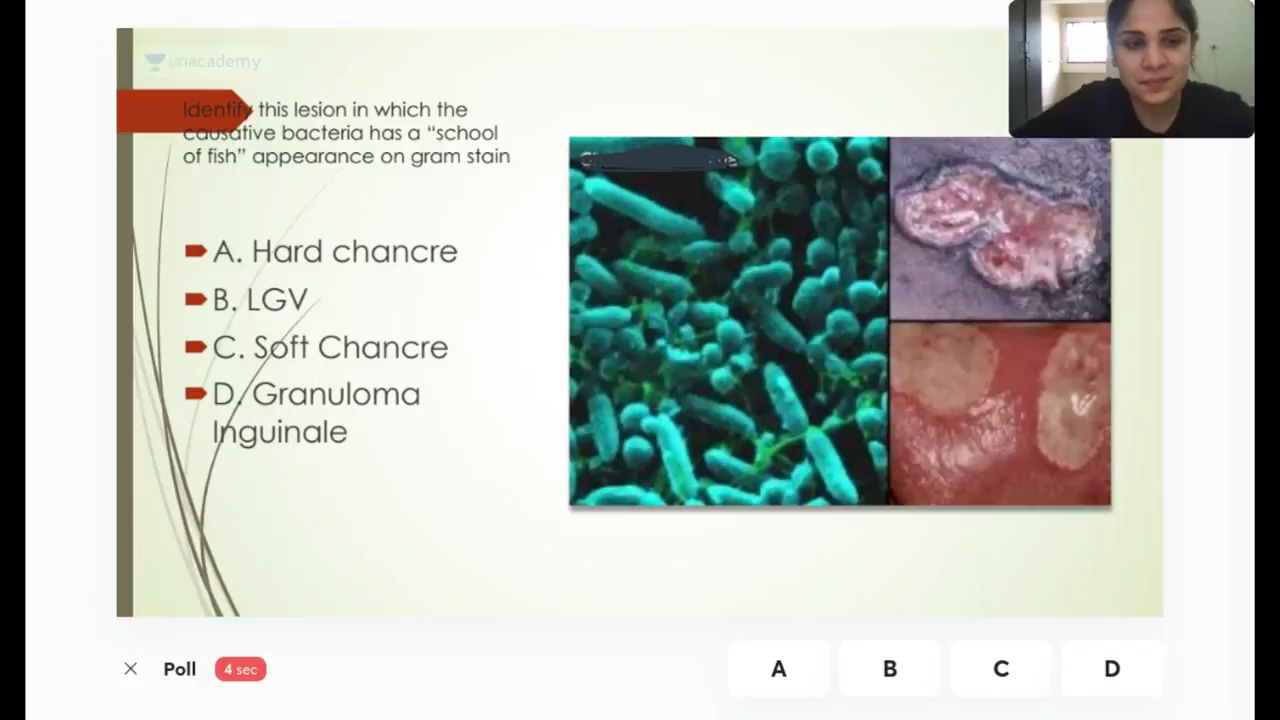 unacademy
Identify this lesion in which the
causative bacteria has a “school
of fish” appearance on gram stain
A. Hard chancre
B. LGV
C. Soft Chancre
D. Granuloma
Inguinale
Poll
4 sec
A
B
C
D